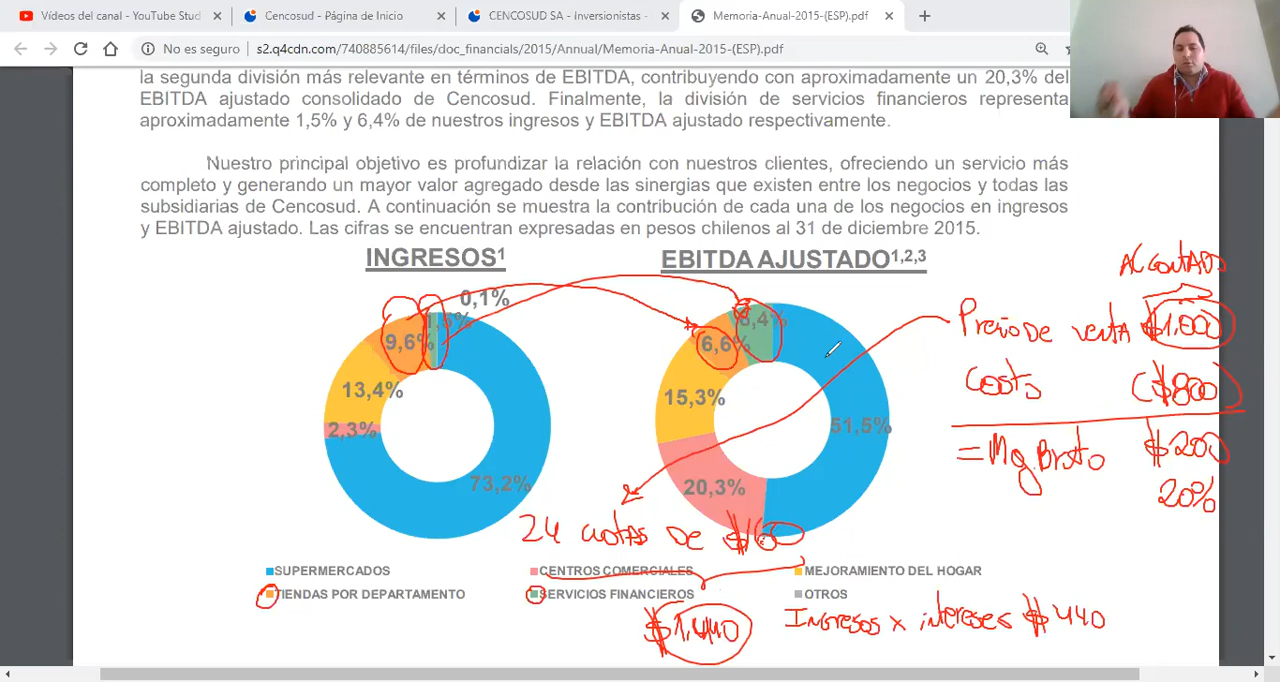 Vídeos del canal - YouTube Stud
Cencosud - Página de Inicio
CENCOSUD SA - Inversionistas -
Memoria-Anual-2015-(ESP).pdf
No es seguro
s2.q4cdn.com/740885614/files/doc_financials/2015/Annual/Memoria-Anual-2015-(ESP).pdf
la segunda división más relevante en términos de EBITDA, contribuyendo con aproximadamente un 20,3% del
EBITDA ajustado consolidado de Cencosud. Finalmente, la división de servicios financieros representa
aproximadamente 1,5% y 6,4% de nuestros ingresos y EBITDA ajustado respectivamente.
Nuestro principal objetivo es profundizar la relación con nuestros clientes, ofreciendo un servicio más
completo y generando un mayor valor agregado desde las sinergias que existen entre los negocios y todas las
subsidiarias de Cencosud. A continuación se muestra la contribución de cada una de los negocios en ingresos
y EBITDA ajustado. Las cifras se encuentran expresadas en pesos chilenos al 31 de diciembre 2015.
INGRESOS¹
EBITDA AJUSTADO¹,²,³
0,1%
1,5%
9,6%
13,4%
2,3%
73,2%
6,6%
15,3%
20,3%
51,5%
Al contado
Precio de venta $1.000
Costo ($800)
= Mg. Bruto $200
20%
24 cuotas de $60
SUPERMERCADOS
CENTROS COMERCIALES
MEJORAMIENTO DEL HOGAR
TIENDAS POR DEPARTAMENTO
SERVICIOS FINANCIEROS
OTROS
$1.440
Ingresos x intereses $440